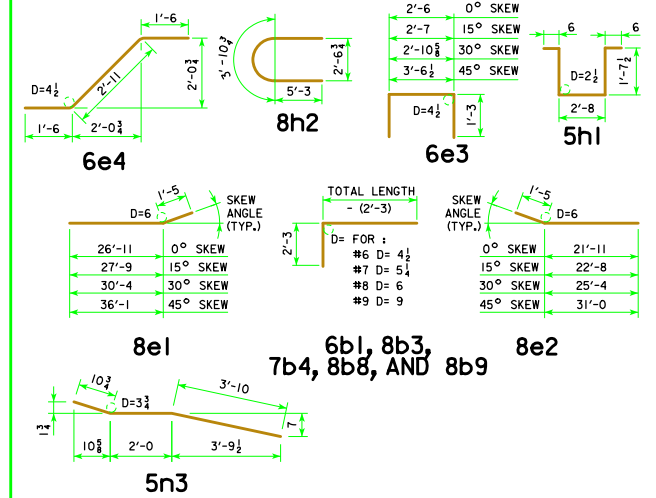 1'-6
D=4½
2'-11
2'-0¾
1'-6
2'-0¾
6e4
3'-10¾
2'-6¾
5'-3
8h2
2'-6 0° SKEW
2'-7 15° SKEW
2'-10⅝ 30° SKEW
3'-6½ 45° SKEW
D=4½
1'-3
6e3
6 6
D=2½
1'-7½
2'-8
5h1
1'-5
D=6
SKEW
ANGLE
(TYP.)
26'-11 0° SKEW
27'-9 15° SKEW
30'-4 30° SKEW
36'-1 45° SKEW
8e1
TOTAL LENGTH
- (2'-3)
2'-3
D= FOR :
#6 D= 4½
#7 D= 5¼
#8 D= 6
#9 D= 9
6b1, 8b3,
7b4, 8b8, AND 8b9
SKEW
ANGLE
(TYP.)
1'-5
D=6
0° SKEW 21'-11
15° SKEW 22'-8
30° SKEW 25'-4
45° SKEW 31'-0
8e2
10¾
D=3¾
3'-10
1¾
7
10⅝ 2'-0 3'-9½
5n3